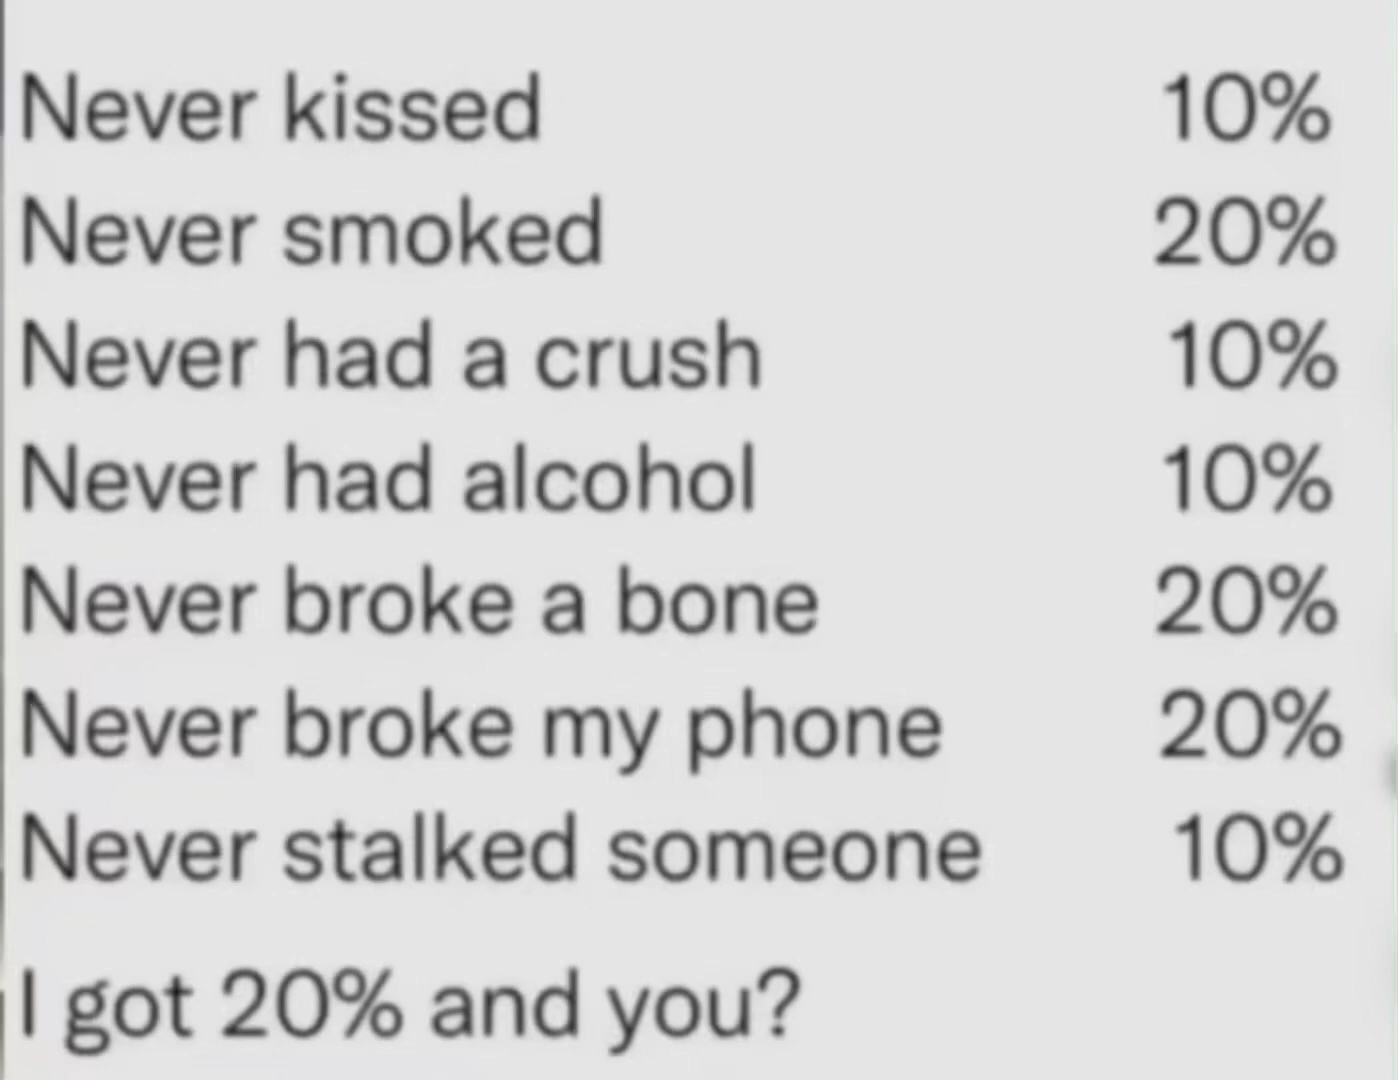 Never kissed 10%
Never smoked 20%
Never had a crush 10%
Never had alcohol 10%
Never broke a bone 20%
Never broke my phone 20%
Never stalked someone 10%
I got 20% and you?